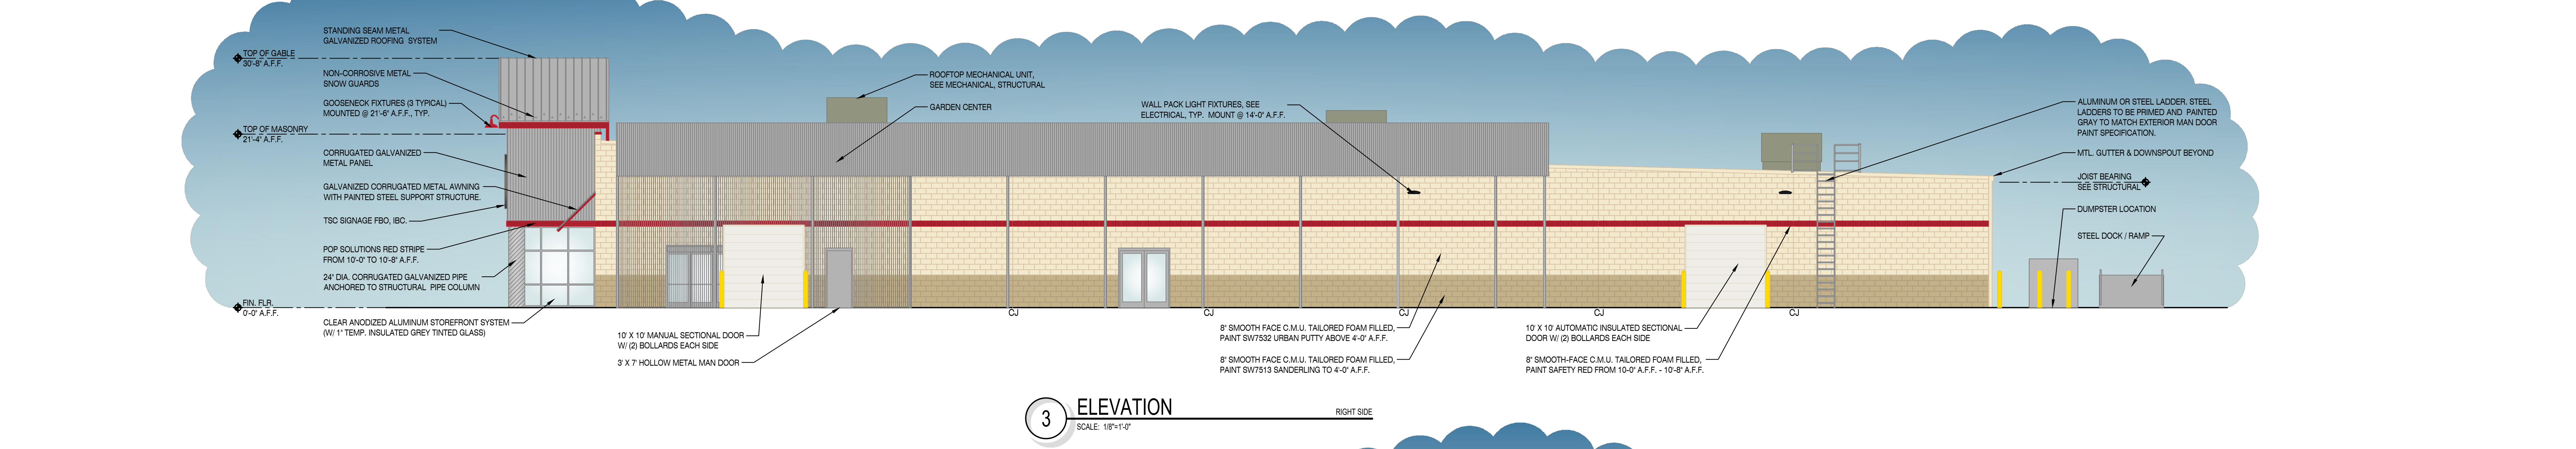 STANDING SEAM METAL
GALVANIZED ROOFING SYSTEM
TOP OF GABLE
30'-8" A.F.F.
NON-CORROSIVE METAL
SNOW GUARDS
GOOSENECK FIXTURES (3 TYPICAL)
MOUNTED @ 21'-6" A.F.F., TYP.
TOP OF MASONRY
21'-4" A.F.F.
CORRUGATED GALVANIZED
METAL PANEL
GALVANIZED CORRUGATED METAL AWNING
WITH PAINTED STEEL SUPPORT STRUCTURE.
TSC SIGNAGE FBO, IBC.
POP SOLUTIONS RED STRIPE
FROM 10'-0" TO 10'-8" A.F.F.
24" DIA. CORRUGATED GALVANIZED PIPE
ANCHORED TO STRUCTURAL PIPE COLUMN
FIN. FLR.
0'-0" A.F.F.
CLEAR ANODIZED ALUMINUM STOREFRONT SYSTEM
(W/ 1" TEMP. INSULATED GREY TINTED GLASS)
ROOFTOP MECHANICAL UNIT,
SEE MECHANICAL, STRUCTURAL
GARDEN CENTER
WALL PACK LIGHT FIXTURES, SEE
ELECTRICAL, TYP. MOUNT @ 14'-0" A.F.F.
ALUMINUM OR STEEL LADDER. STEEL
LADDERS TO BE PRIMED AND PAINTED
GRAY TO MATCH EXTERIOR MAN DOOR
PAINT SPECIFICATION.
MTL. GUTTER & DOWNSPOUT BEYOND
JOIST BEARING
SEE STRUCTURAL
DUMPSTER LOCATION
STEEL DOCK / RAMP
CJ
CJ
CJ
CJ
CJ
10' X 10' MANUAL SECTIONAL DOOR
W/ (2) BOLLARDS EACH SIDE
3' X 7' HOLLOW METAL MAN DOOR
8" SMOOTH FACE C.M.U. TAILORED FOAM FILLED,
PAINT SW7532 URBAN PUTTY ABOVE 4'-0" A.F.F.
8" SMOOTH FACE C.M.U. TAILORED FOAM FILLED,
PAINT SW7513 SANDERLING TO 4'-0" A.F.F.
10' X 10' AUTOMATIC INSULATED SECTIONAL
DOOR W/ (2) BOLLARDS EACH SIDE
8" SMOOTH-FACE C.M.U. TAILORED FOAM FILLED,
PAINT SAFETY RED FROM 10-0" A.F.F. - 10'-8" A.F.F.
3
ELEVATION
RIGHT SIDE
SCALE: 1/8"=1'-0"